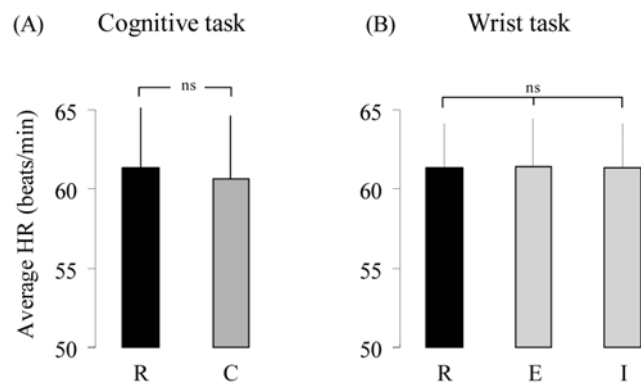 (A) Cognitive task
(B) Wrist task
Average HR (beats/min)
65
60
55
50
ns
R C
65
60
55
50
ns
R E I